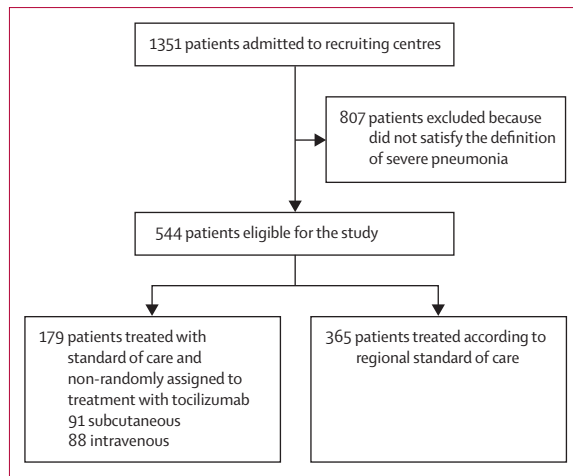 1351 patients admitted to recruiting centres
807 patients excluded because
did not satisfy the definition
of severe pneumonia
544 patients eligible for the study
179 patients treated with
standard of care and
non-randomly assigned to
treatment with tocilizumab
91 subcutaneous
88 intravenous
365 patients treated according to
regional standard of care